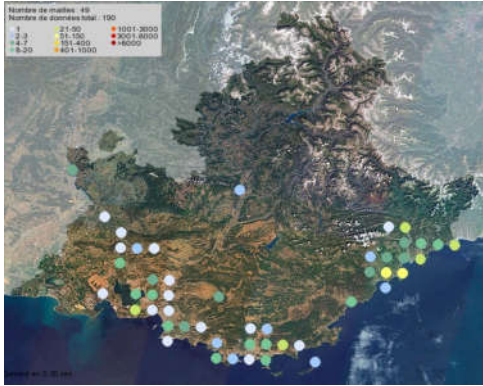 Nombre de mailles : 49
Nombre de données total : 190
1 21-50 1001-3000
2-3 51-150 3001-6000
4-7 151-400 >6000
8-20 401-1000